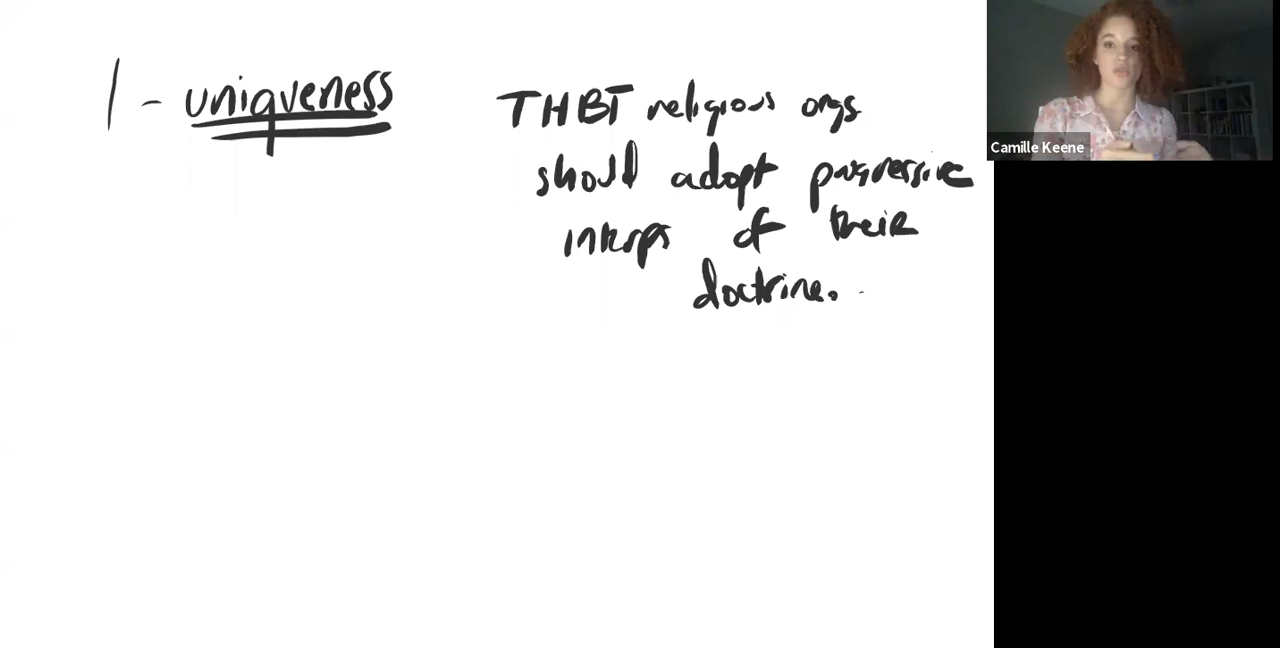 1 - uniqueness
THBT religious orgs
should adopt progressive
interps of their
doctrine.
Camille Keene